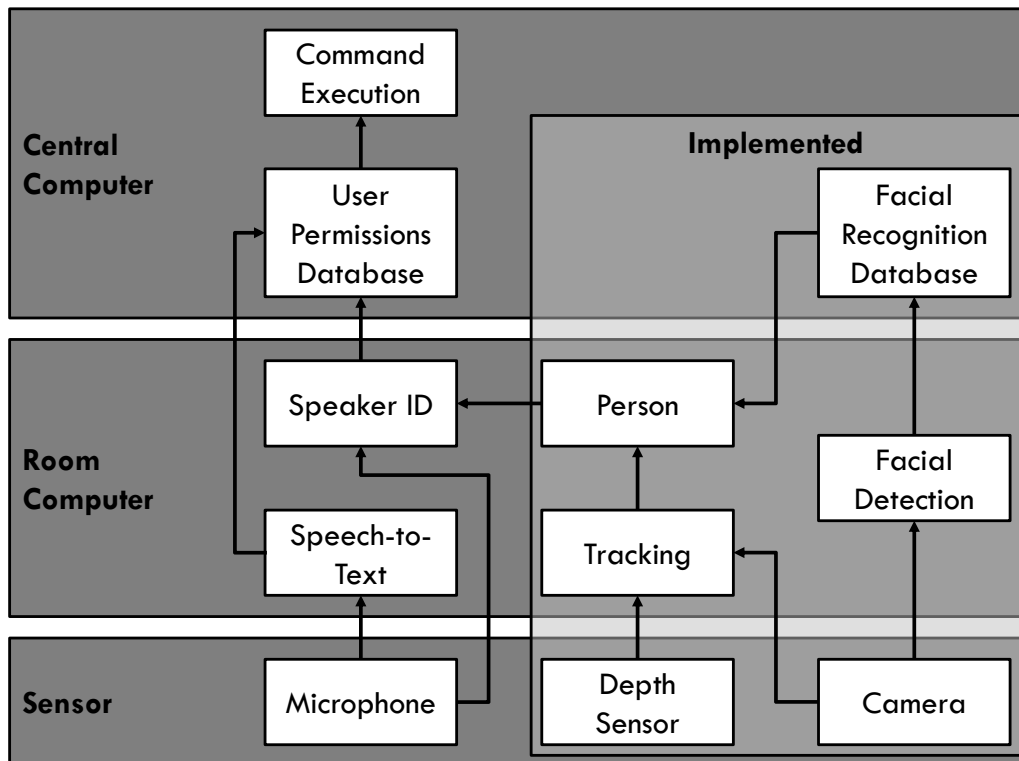 Command
Execution
Implemented
Central
Computer
User
Permissions
Database
Facial
Recognition
Database
Speaker ID
Person
Room
Computer
Facial
Detection
Speech-to-
Text
Tracking
Sensor
Microphone
Depth
Sensor
Camera